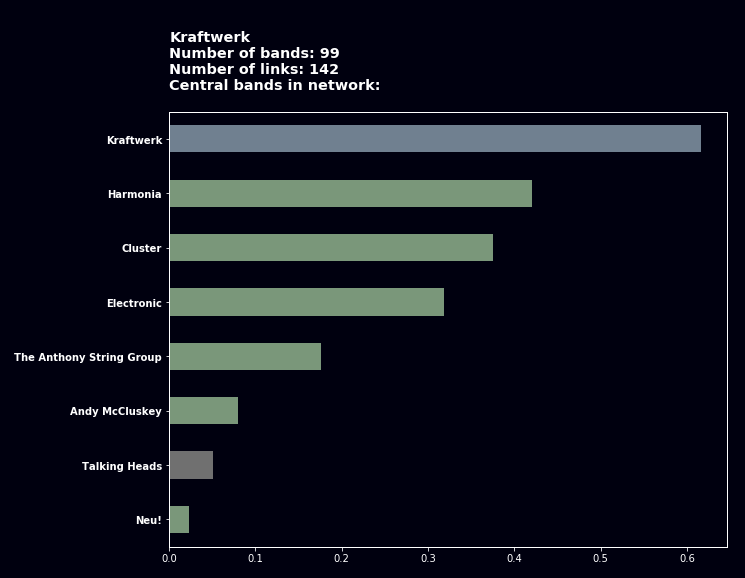 Kraftwerk
Number of bands: 99
Number of links: 142
Central bands in network:
Kraftwerk
Harmonia
Cluster
Electronic
The Anthony String Group
Andy McCluskey
Talking Heads
Neu!
0.0 0.1 0.2 0.3 0.4 0.5 0.6